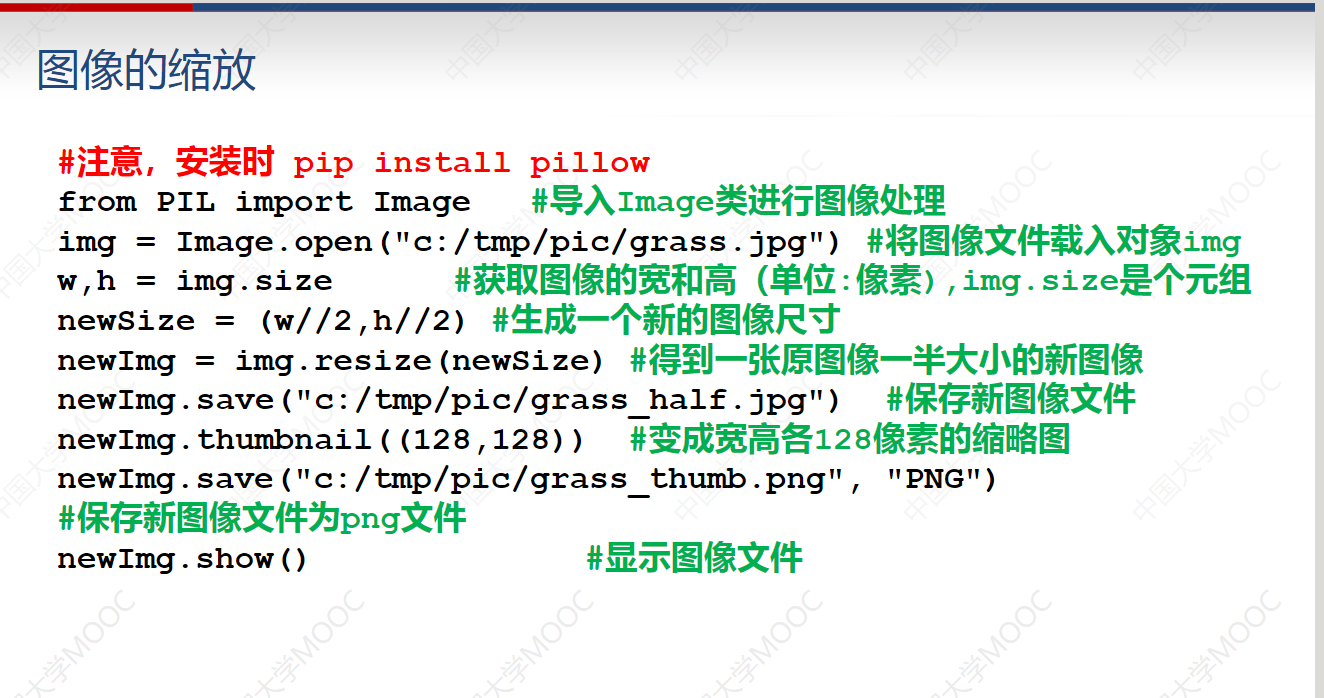 图像的缩放
#注意，安装时 pip install pillow
from PIL import Image   #导入Image类进行图像处理
img = Image.open("c:/tmp/pic/grass.jpg") #将图像文件载入对象img
w,h = img.size      #获取图像的宽和高（单位:像素),img.size是个元组
newSize = (w//2,h//2) #生成一个新的图像尺寸
newImg = img.resize(newSize) #得到一张原图像一半大小的新图像
newImg.save("c:/tmp/pic/grass_half.jpg")  #保存新图像文件
newImg.thumbnail((128,128))  #变成宽高各128像素的缩略图
newImg.save("c:/tmp/pic/grass_thumb.png", "PNG")
#保存新图像文件为png文件
newImg.show()              #显示图像文件
中国大学MOOC